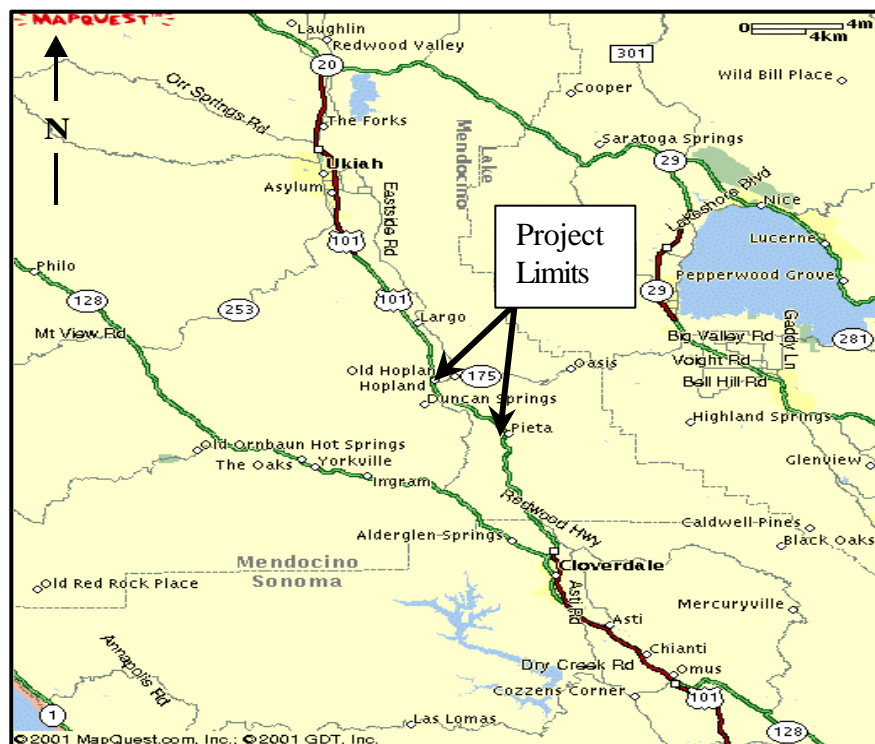 MAPQUEST
Laughlin
Redwood Valley
0 4m
4km
20
301
Wild Bill Place
Cooper
Orr Springs Rd
The Forks
N
Mendocino
Lake
Saratoga Springs
29
Ukiah
Asylum
Eastside Rd
Lakeshore Blvd
Nice
Project
Limits
101
Lucerne
Philo
Pepperwood Grove
128
101
29
253
Mt View Rd
Largo
Big Valley Rd
Gaddy Ln
281
Voight Rd
Old Hoplan
175
Oasis
Hopland
Bell Hill Rd
Duncan Springs
Highland Springs
Pieta
Old Ornbaun Hot Springs
The Oaks
Yorkville
Glenview
Ingram
Redwood Hwy
Caldwell Pines
Alderglen Springs
Black Oaks
Mendocino
Sonoma
Cloverdale
Old Red Rock Place
Asti Rd
Mercuryville
Asti
Chianti
Annapolis Rd
Dry Creek Rd
Omus
Cozzens Corner
101
1
Las Lomas
128
©2001 MapQuest.com, Inc.; ©2001 GDT, Inc.